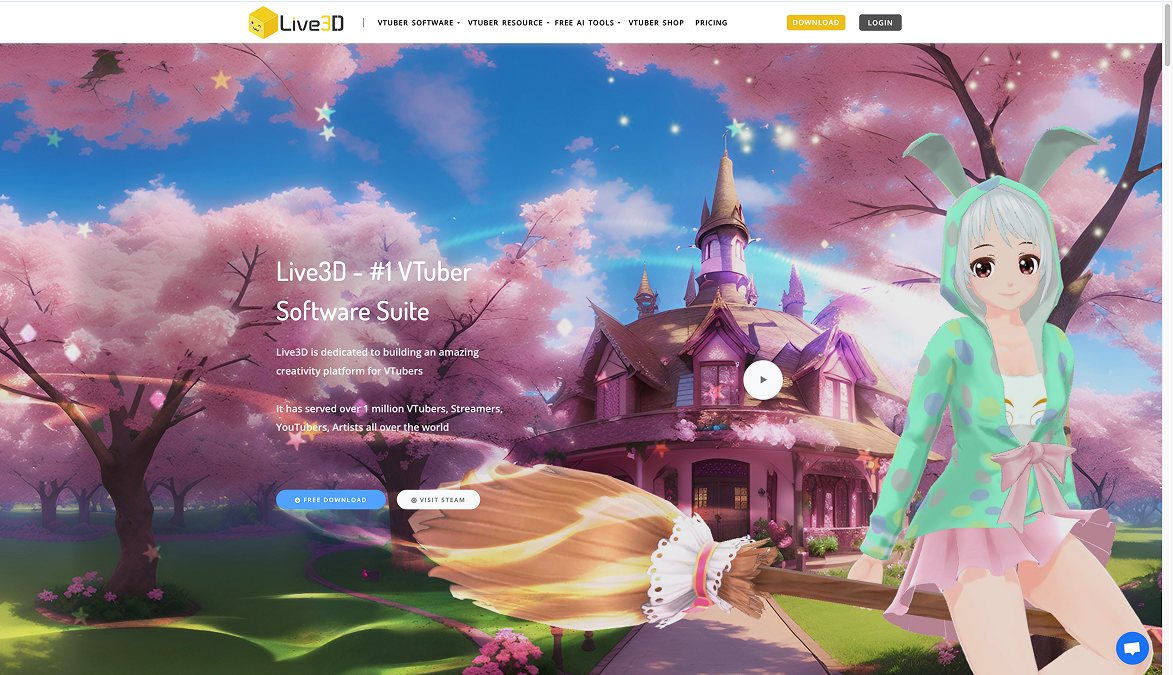 Live3D
VTUBER SOFTWARE
VTUBER RESOURCE
FREE AI TOOLS
VTUBER SHOP
PRICING
DOWNLOAD
LOGIN
Live3D - #1 VTuber
Software Suite
Live3D is dedicated to building an amazing
creativity platform for VTubers
It has served over 1 million VTubers, Streamers,
YouTubers, Artists all over the world
FREE DOWNLOAD
VISIT STEAM